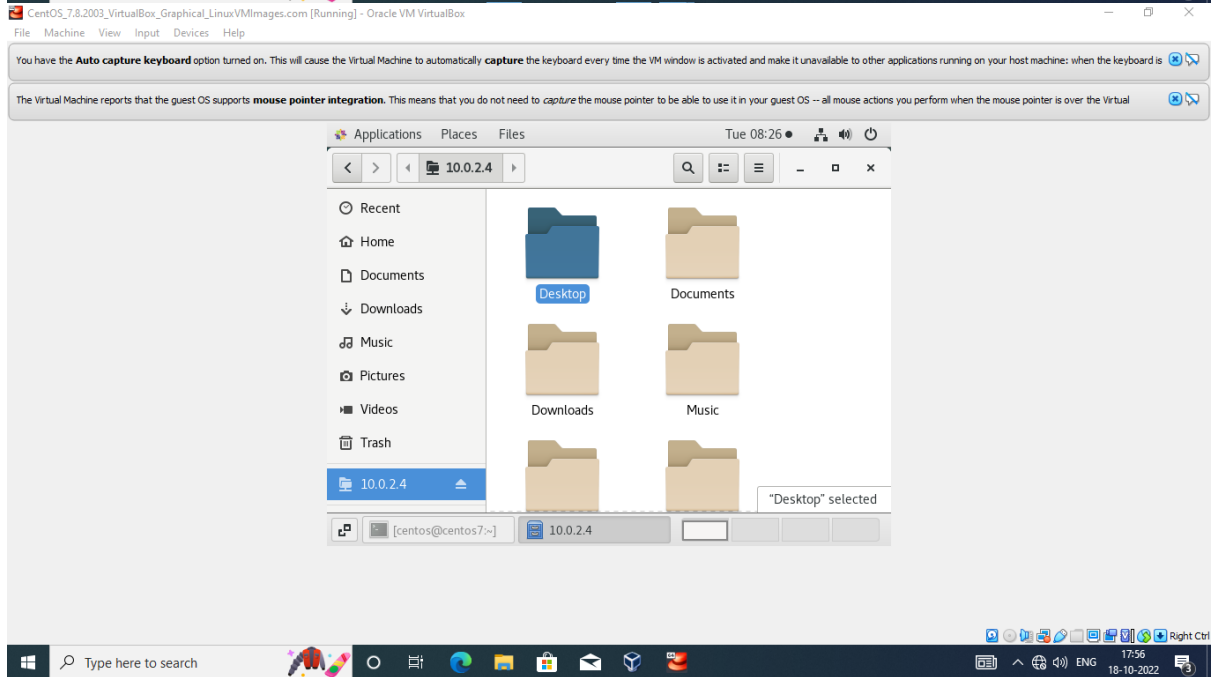 CentOS_7.8.2003_VirtualBox_Graphical_LinuxVMImages.com [Running] - Oracle VM VirtualBox
File Machine View Input Devices Help
You have the Auto capture keyboard option turned on. This will cause the Virtual Machine to automatically capture the keyboard every time the VM window is activated and make it unavailable to other applications running on your host machine: when the keyboard is
The Virtual Machine reports that the guest OS supports mouse pointer integration. This means that you do not need to capture the mouse pointer to be able to use it in your guest OS -- all mouse actions you perform when the mouse pointer is over the Virtual
Applications Places Files Tue 08:26
10.0.2.4
Recent
Home
Documents
Downloads
Music
Pictures
Videos
Trash
10.0.2.4
Desktop Documents
Downloads Music
"Desktop" selected
[centos@centos7:~] 10.0.2.4
Right Ctrl
Type here to search
ENG
17:56
18-10-2022
3